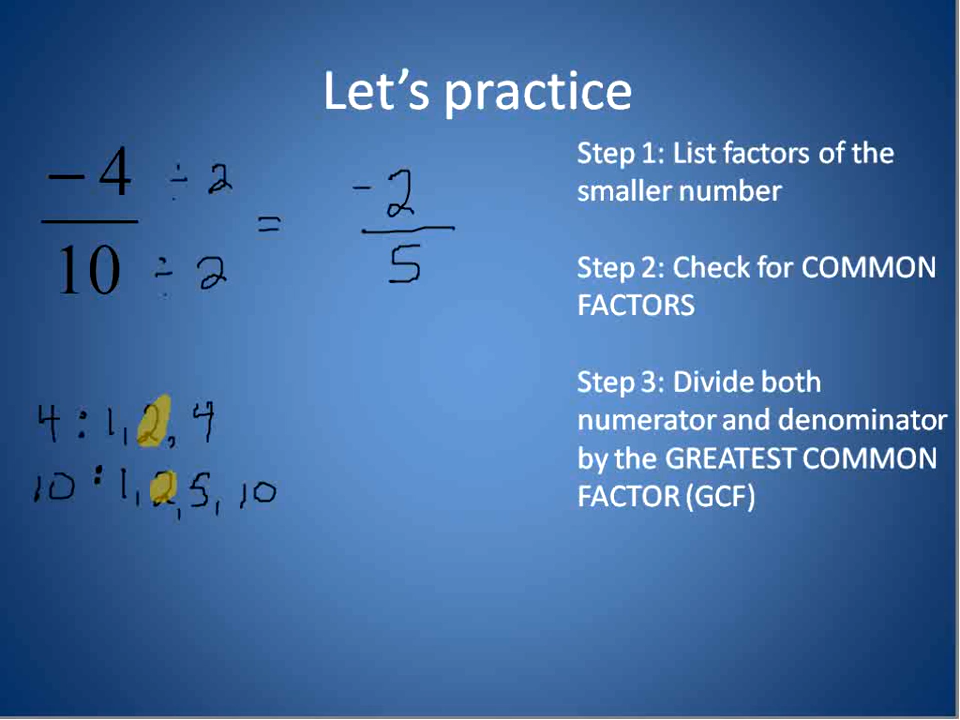 Let's practice
-4 ÷ 2 = -2
10 ÷ 2 5
4 : 1, 2, 4
10 : 1, 2, 5, 10
Step 1: List factors of the
smaller number
Step 2: Check for COMMON
FACTORS
Step 3: Divide both
numerator and denominator
by the GREATEST COMMON
FACTOR (GCF)